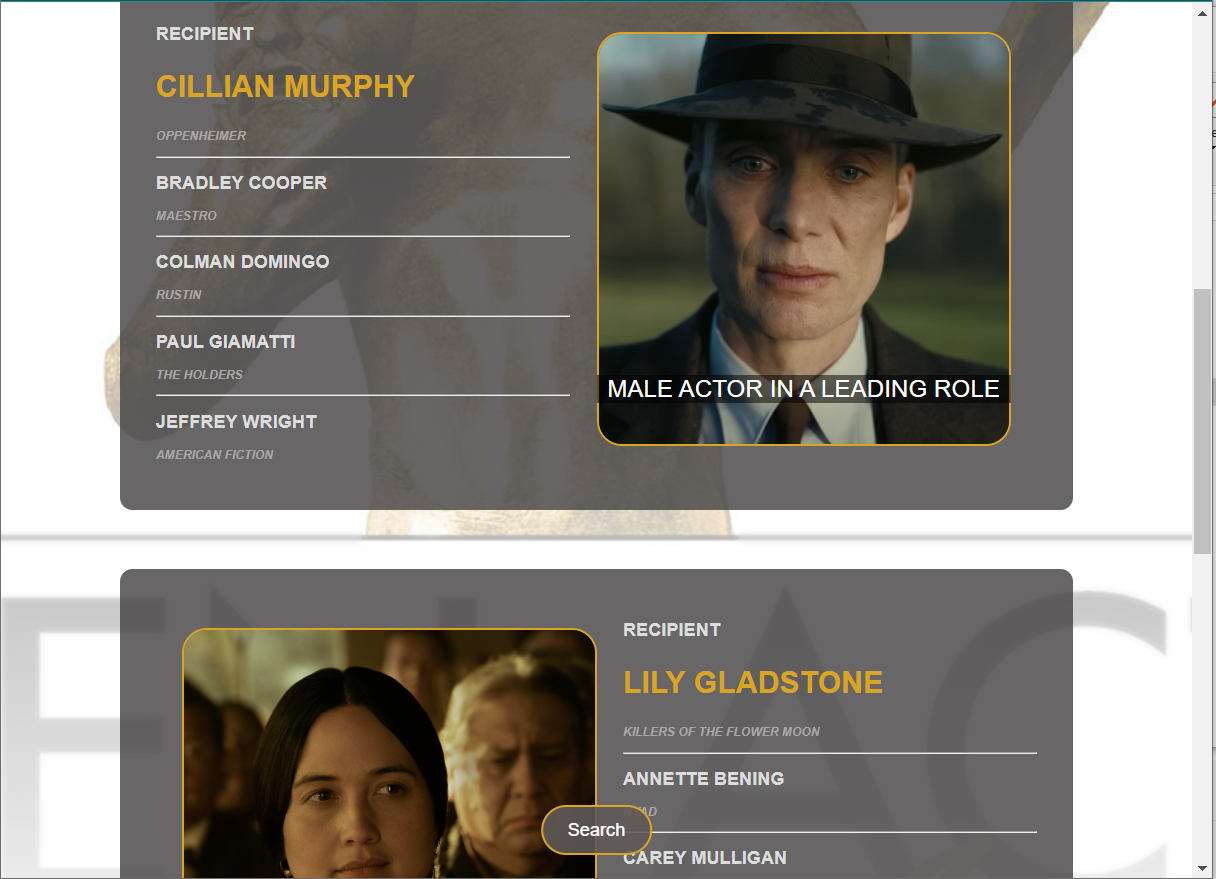 RECIPIENT
CILLIAN MURPHY
OPPENHEIMER
BRADLEY COOPER
MAESTRO
COLMAN DOMINGO
RUSTIN
PAUL GIAMATTI
THE HOLDERS
JEFFREY WRIGHT
AMERICAN FICTION
MALE ACTOR IN A LEADING ROLE
RECIPIENT
LILY GLADSTONE
KILLERS OF THE FLOWER MOON
ANNETTE BENING
Search
CAREY MULLIGAN